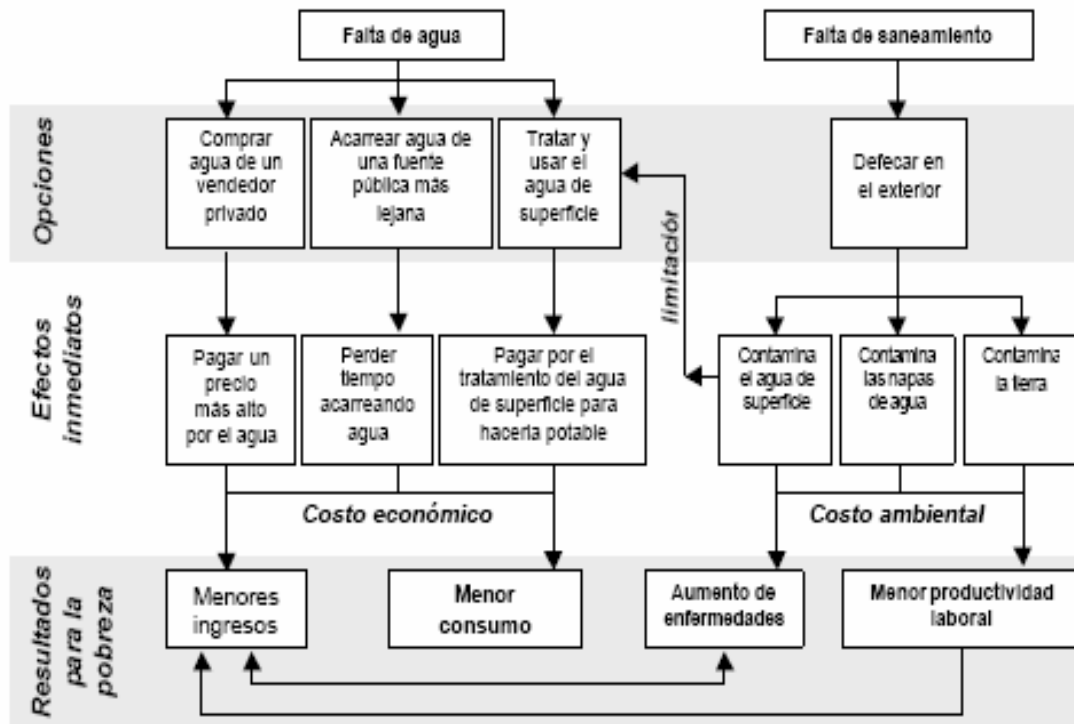 Falta de agua
Falta de saneamiento
Opciones
Comprar
agua de un
vendedor
privado
Acarrear agua de
una fuente
pública más
lejana
Tratar y
usar el
agua de
superficie
Defecar en
el exterior
limitación
Efectos
inmediatos
Pagar un
precio
más alto
por el agua
Perder
tiempo
acarreando
agua
Pagar por el
tratamiento del agua
de superficie para
hacerla potable
Contamina
el agua de
superficie
Contamina
las napas
de agua
Contamina
la tierra
Costo económico
Costo ambiental
Resultados
para la
pobreza
Menores
ingresos
Menor
consumo
Aumento de
enfermedades
Menor productividad
laboral